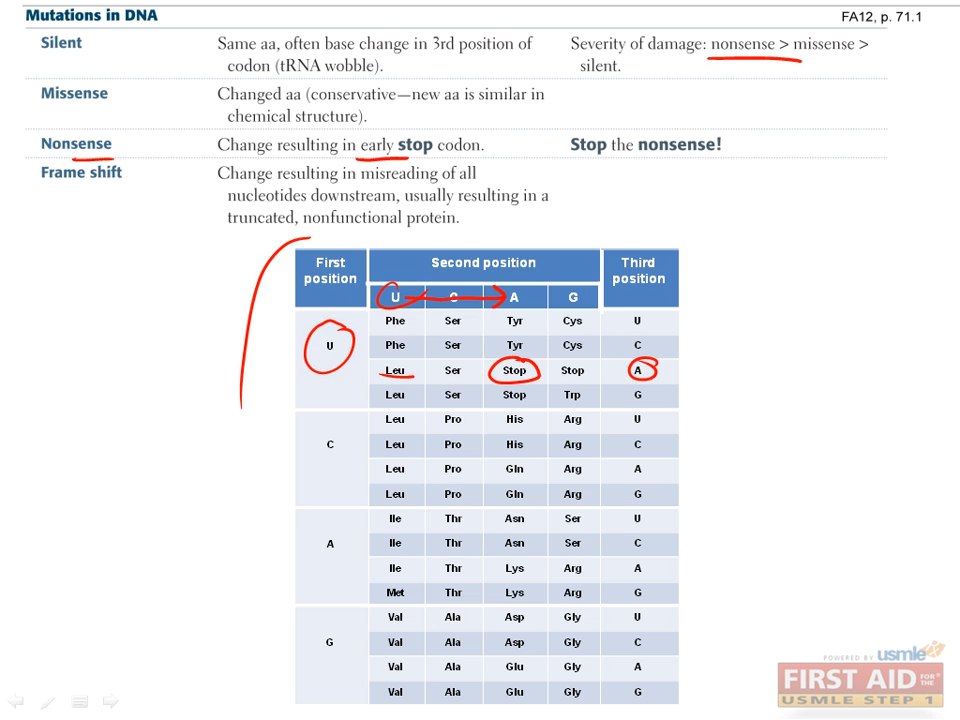 Mutations in DNA
FA12, p. 71.1
Silent
Same aa, often base change in 3rd position of
codon (tRNA wobble).
Severity of damage: nonsense > missense >
silent.
Missense
Changed aa (conservative—new aa is similar in
chemical structure).
Nonsense
Change resulting in early stop codon.
Stop the nonsense!
Frame shift
Change resulting in misreading of all
nucleotides downstream, usually resulting in a
truncated, nonfunctional protein.
First position Second position Third position
U C A G
U
Phe Ser Tyr Cys U
Phe Ser Tyr Cys C
Leu Ser Stop Stop A
Leu Ser Stop Trp G
C
Leu Pro His Arg U
Leu Pro His Arg C
Leu Pro Gln Arg A
Leu Pro Gln Arg G
A
Ile Thr Asn Ser U
Ile Thr Asn Ser C
Ile Thr Lys Arg A
Met Thr Lys Arg G
G
Val Ala Asp Gly U
Val Ala Asp Gly C
Val Ala Glu Gly A
Val Ala Glu Gly G
POWERED BY usmle
FIRST AID FOR THE
USMLE STEP 1